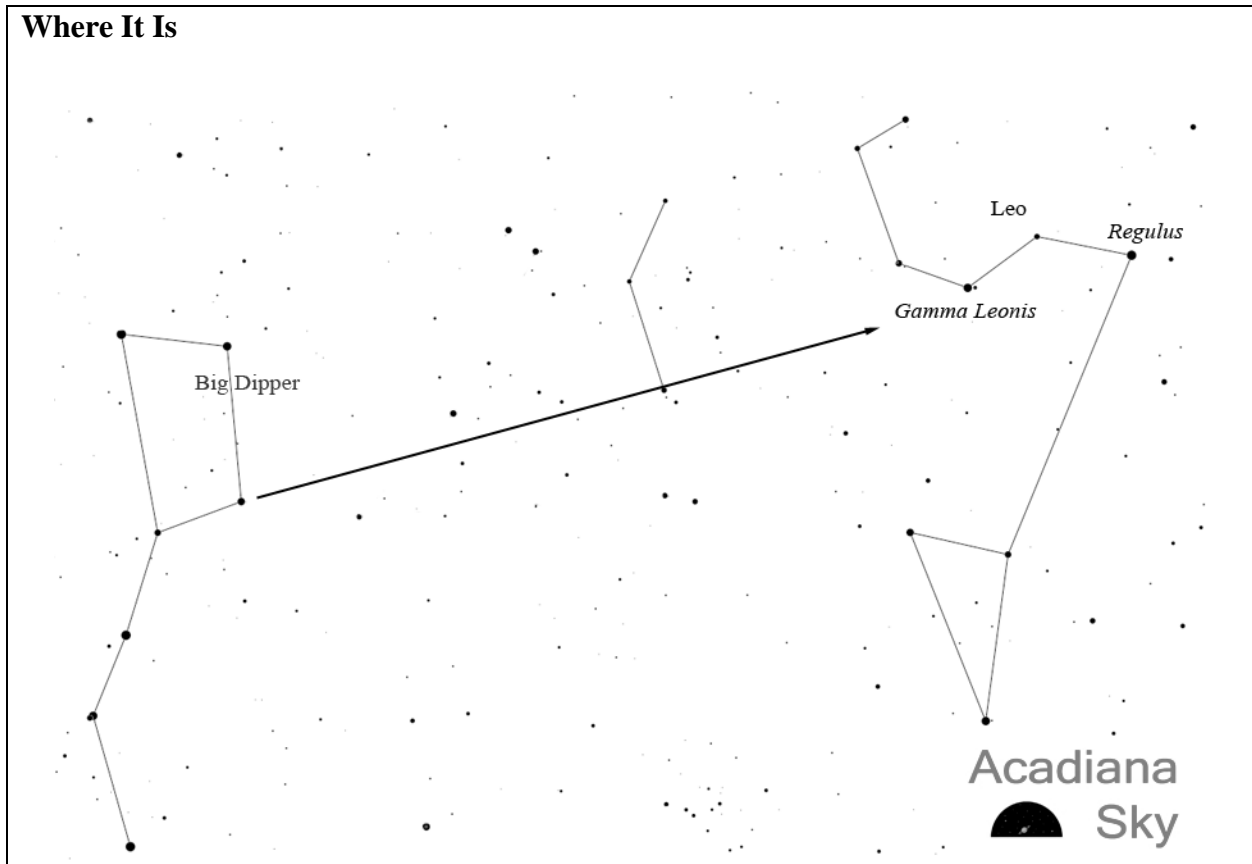 Where It Is
Leo
Regulus
Gamma Leonis
Big Dipper
Acadiana
Sky